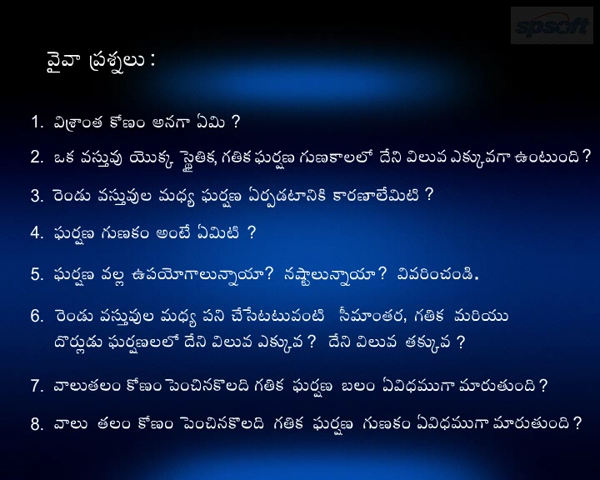 spsoft
వైవా ప్రశ్నలు :
1. విశ్రాంత కోణం అనగా ఏమి ?
2. ఒక వస్తువు యొక్క స్థైతిక, గతిక ఘర్షణ గుణకాలలో దేని విలువ ఎక్కువగా ఉంటుంది ?
3. రెండు వస్తువుల మధ్య ఘర్షణ ఏర్పడటానికి కారణాలేమిటి ?
4. ఘర్షణ గుణకం అంటే ఏమిటి ?
5. ఘర్షణ వల్ల ఉపయోగాలున్నాయా? నష్టాలున్నాయా? వివరించండి.
6. రెండు వస్తువుల మధ్య పని చేసేటటువంటి సీమాంతర, గతిక మరియు
దొర్లుడు ఘర్షణలలో దేని విలువ ఎక్కువ ? దేని విలువ తక్కువ ?
7. వాలుతలం కోణం పెంచినకొలది గతిక ఘర్షణ బలం ఏవిధముగా మారుతుంది ?
8. వాలు తలం కోణం పెంచినకొలది గతిక ఘర్షణ గుణకం ఏవిధముగా మారుతుంది ?